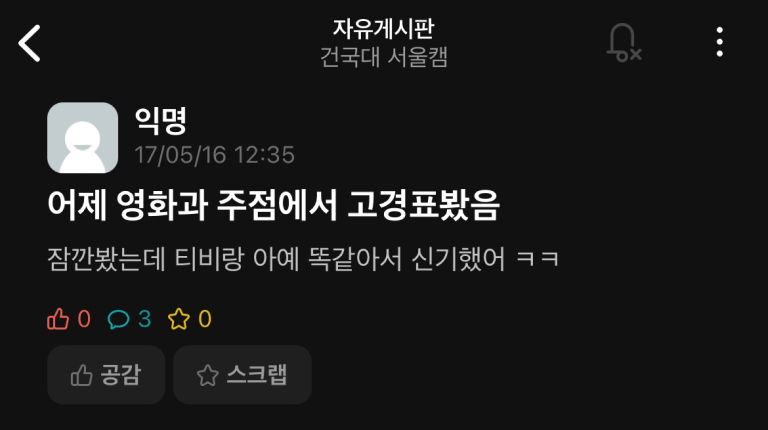 자유게시판
건국대 서울캠
익명
17/05/16 12:35
어제 영화과 주점에서 고경표봤음
잠깐봤는데 티비랑 아예 똑같아서 신기했어 ㅋㅋ
0 3 0
공감 스크랩